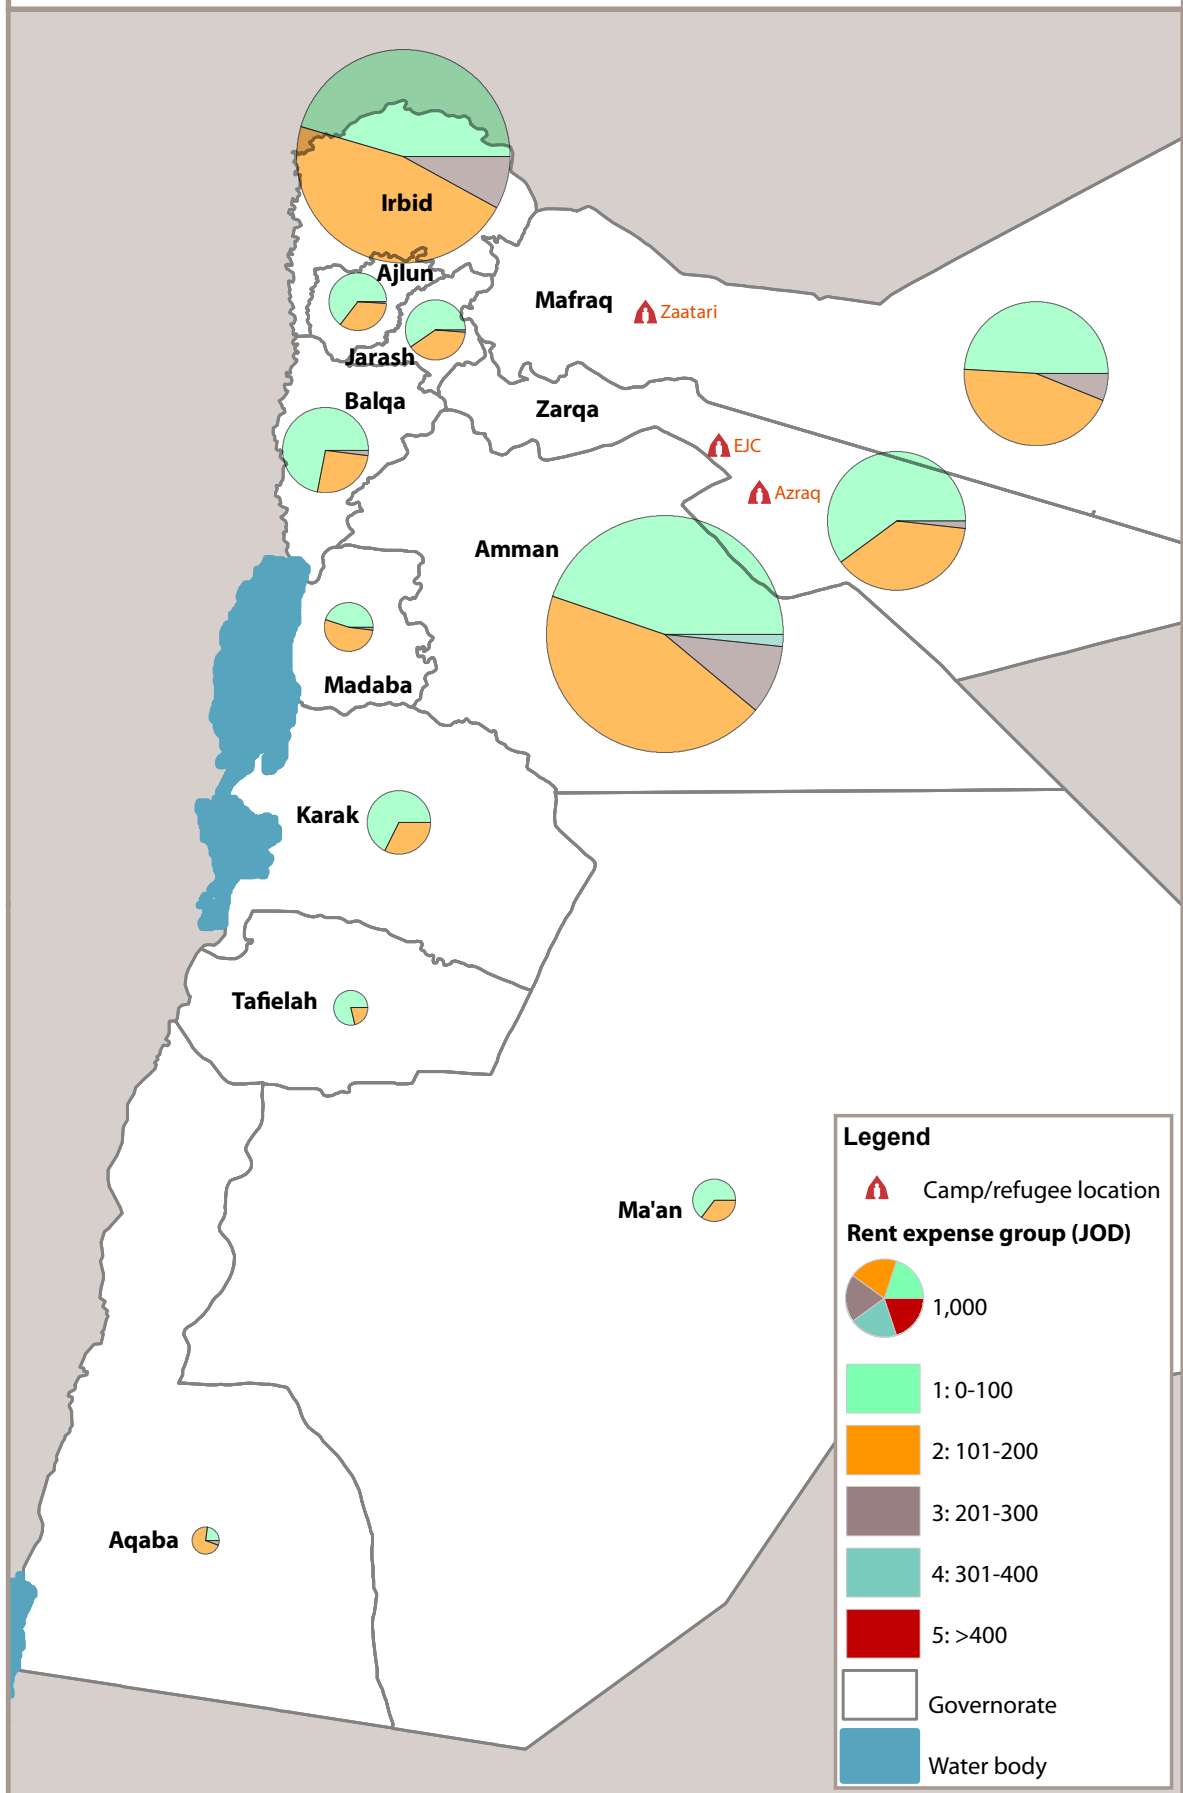 Irbid
Ajlun
Mafraq
Zaatari
Jarash
Balqa
Zarqa
EJC
Azraq
Amman
Madaba
Karak
Tafielah
Ma'an
Aqaba
Legend
Camp/refugee location
Rent expense group (JOD)
1,000
1: 0-100
2: 101-200
3: 201-300
4: 301-400
5: >400
Governorate
Water body